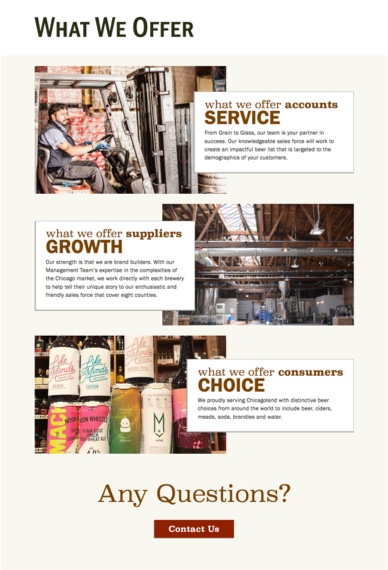 What We Offer
what we offer accounts
SERVICE
From Grain to Glass, our team is your partner in
success. Our knowledgeable sales force will work to
create an impactful beer list that is targeted to the
demographics of your customers.
what we offer suppliers
GROWTH
Our strength is that we are brand builders. With our
Management Team's expertise in the complexities of
the Chicago market, we work directly with each brewery
to help tell their unique story to our enthusiastic and
friendly sales force that cover eight counties.
Like
Minds
Like
Minds
Like
Minds
what we offer consumers
CHOICE
We proudly serving Chicagoland with distinctive beer
choices from around the world to include beer, ciders,
meads, soda, brandies and water.
Any Questions?
Contact Us